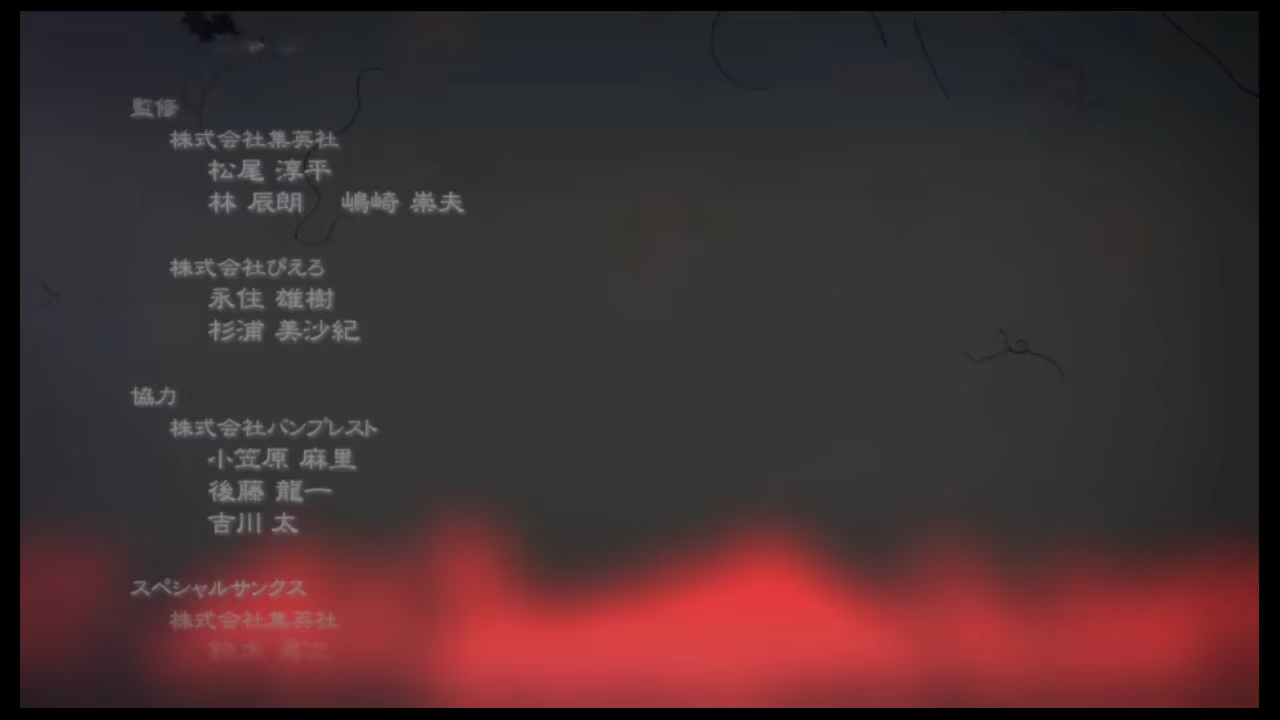 監修
株式会社集英社
松尾 淳平
林 辰朗 嶋崎 崇夫
株式会社ぴえろ
永住 雄樹
杉浦 美沙紀
協力
株式会社バンプレスト
小笠原 麻里
後藤 龍一
吉川 太
スペシャルサンクス
株式会社集英社